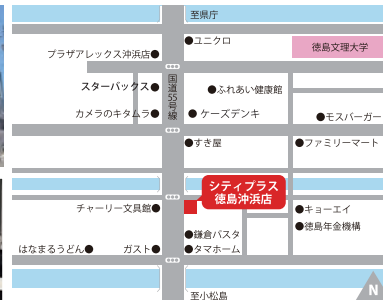 至県庁
●ユニクロ
徳島文理大学
プラザアレックス沖浜店●
国道55号線
スターバックス●
●ふれあい健康館
カメラのキタムラ●
●ケーズデンキ
●モスバーガー
●すき屋
●ファミリーマート
シティプラス
徳島沖浜店
チャーリー文具館●
●キョーエイ
●鎌倉パスタ
●徳島年金機構
はなまるうどん●
ガスト●
●タマホーム
至小松島
N